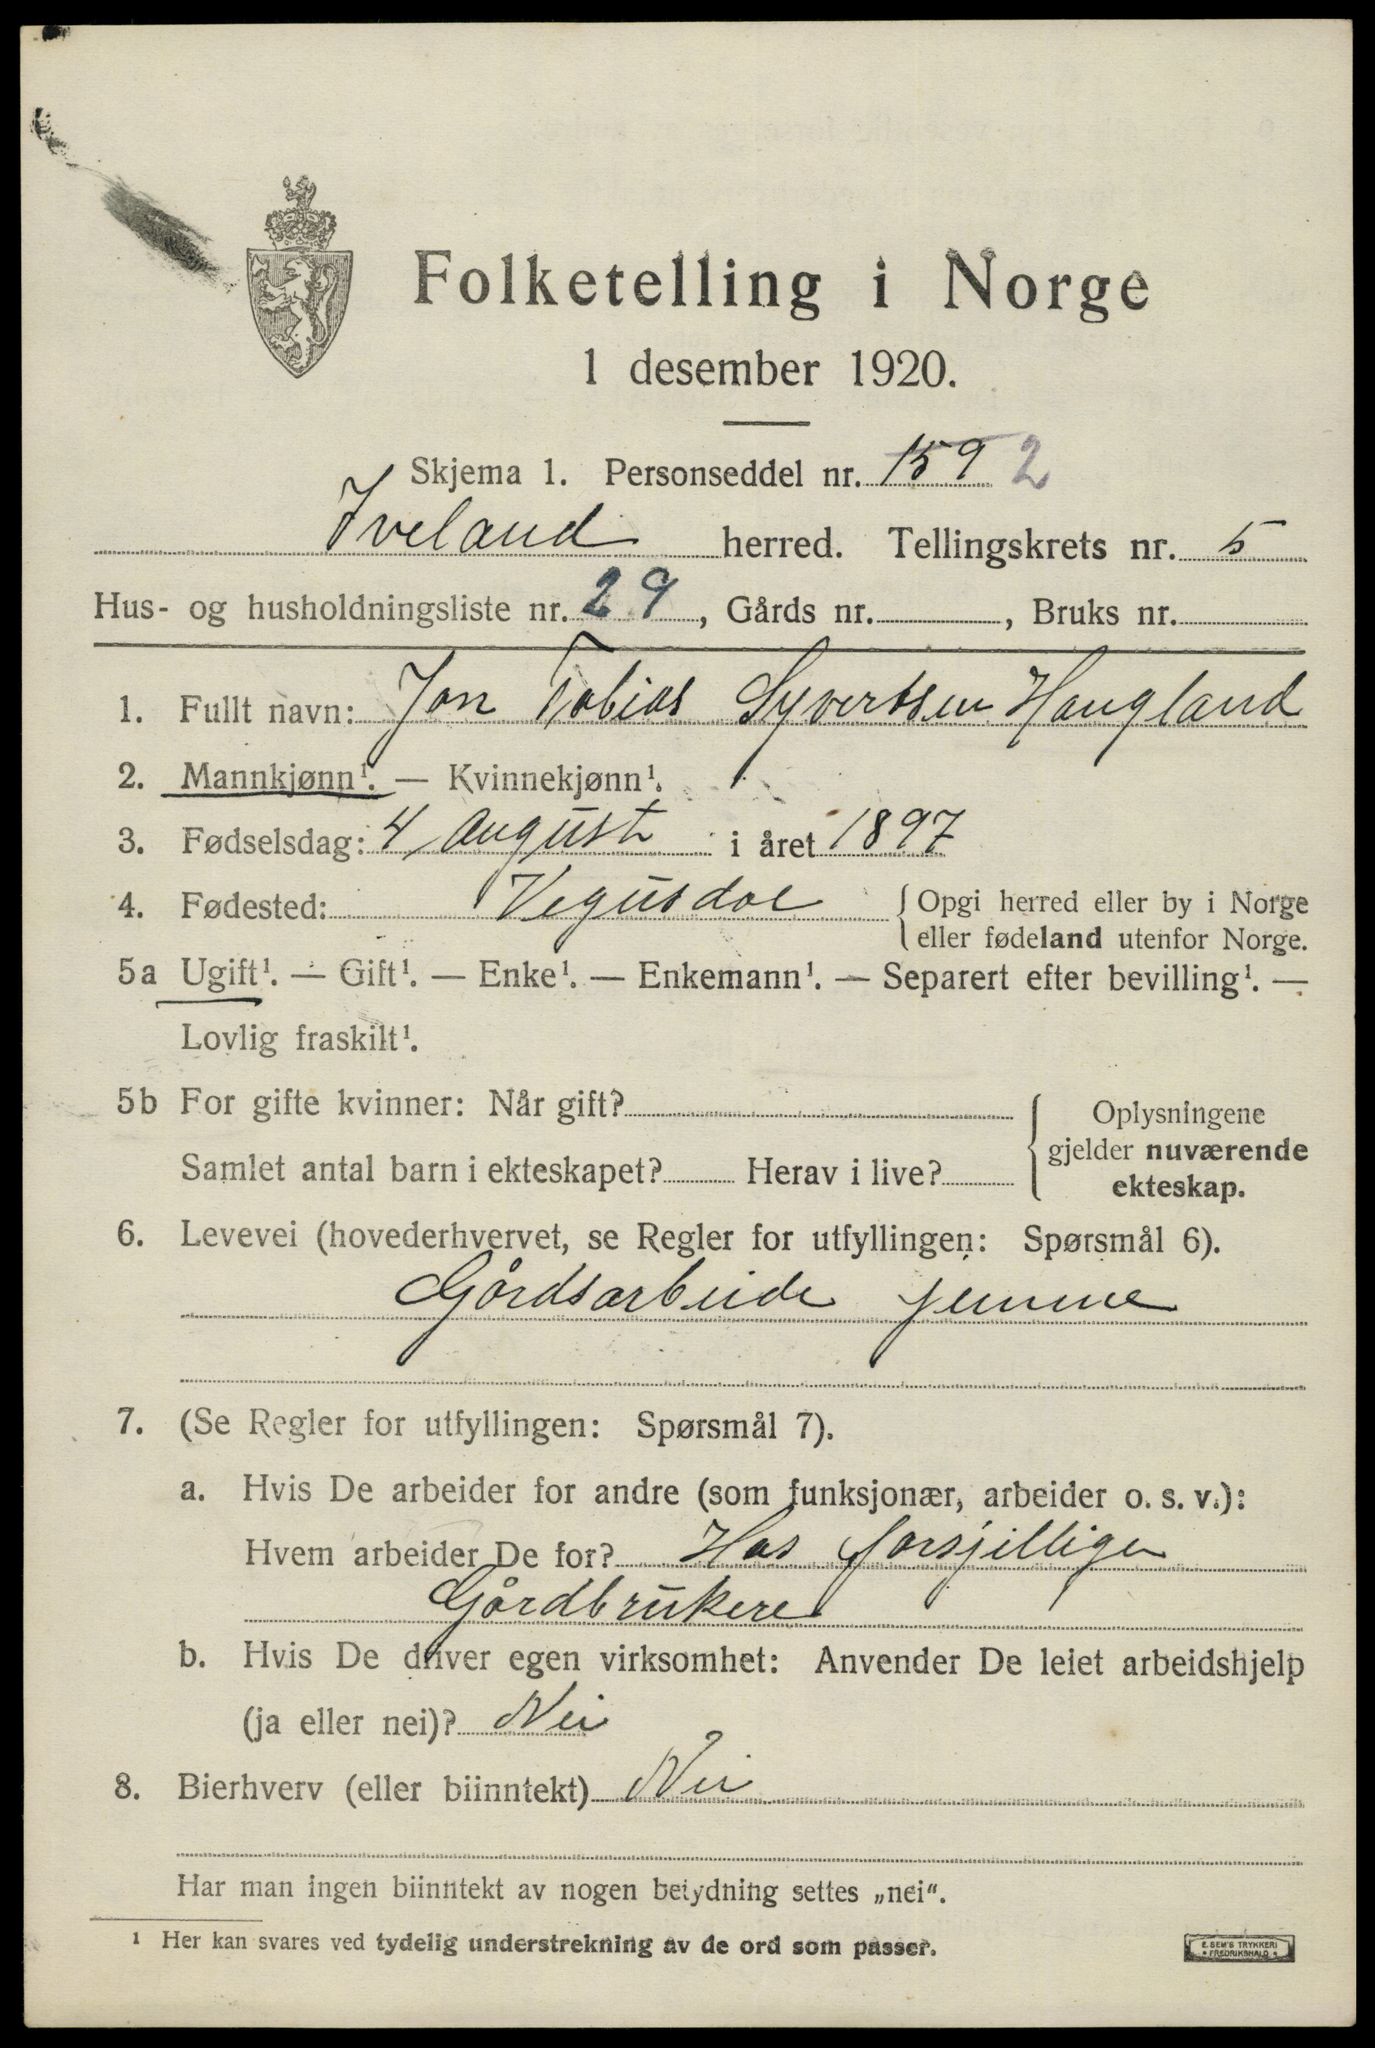 Folketelling i Norge
1 desember 1920.
Skjema 1. Personseddel nr. 159 2
Iveland herred. Tellingskrets nr. 5
Hus- og husholdningsliste nr. 29, Gårds nr. , Bruks nr.
1. Fullt navn: Jon Tobias Syvertsen Haugland
2. Mannkjønn¹. — Kvinnekjønn¹.
3. Fødselsdag: 4 August i året 1897
4. Fødested: Vegusdal { Opgi herred eller by i Norge
eller fødeland utenfor Norge.
5a Ugift¹. — Gift¹. — Enke¹. — Enkemann¹. — Separert efter bevilling¹. —
Lovlig fraskilt¹.
5b For gifte kvinner: Når gift? { Oplysningene
gjelder nuværende
Samlet antal barn i ekteskapet? Herav i live?
ekteskap.
6. Levevei (hovederhvervet, se Regler for utfyllingen: Spørsmål 6).
Gårdsarbeide jemme
7. (Se Regler for utfyllingen: Spørsmål 7).
a. Hvis De arbeider for andre (som funksjonær, arbeider o. s. v.):
Hvem arbeider De for? Hos forsjellige
Gårdbrukere
b. Hvis De driver egen virksomhet: Anvender De leiet arbeidshjelp
(ja eller nei)? Nei
8. Bierhverv (eller biinntekt) Nei
Har man ingen biinntekt av nogen betydning settes „nei“.
¹ Her kan svares ved tydelig understrekning av de ord som passer.
E. SEM'S TRYKKERI
• FREDRIKSHALD •